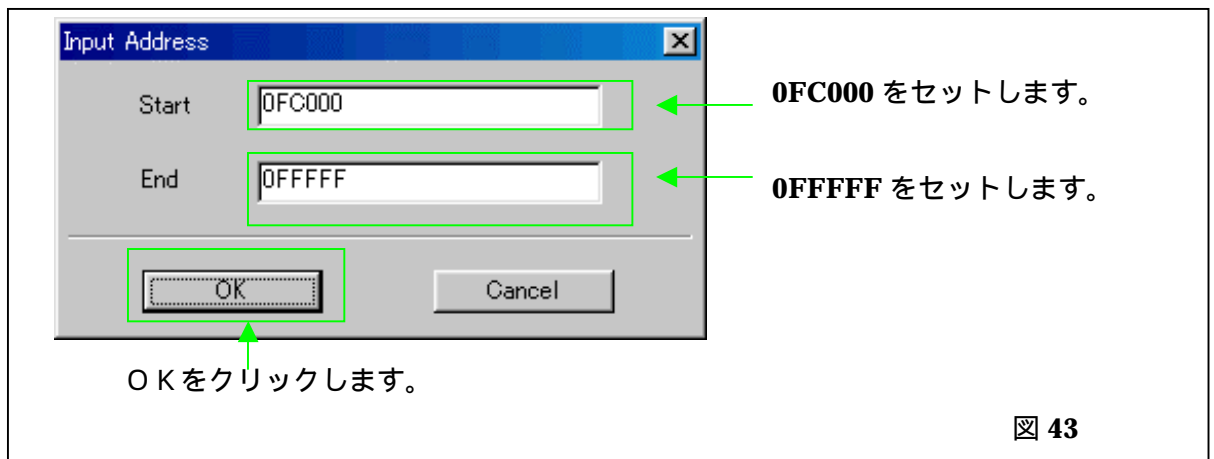 Input Address
Start 0FC000 0FC000 をセットします。
End 0FFFFF 0FFFFF をセットします。
OK Cancel
ＯＫをクリックします。
図 43